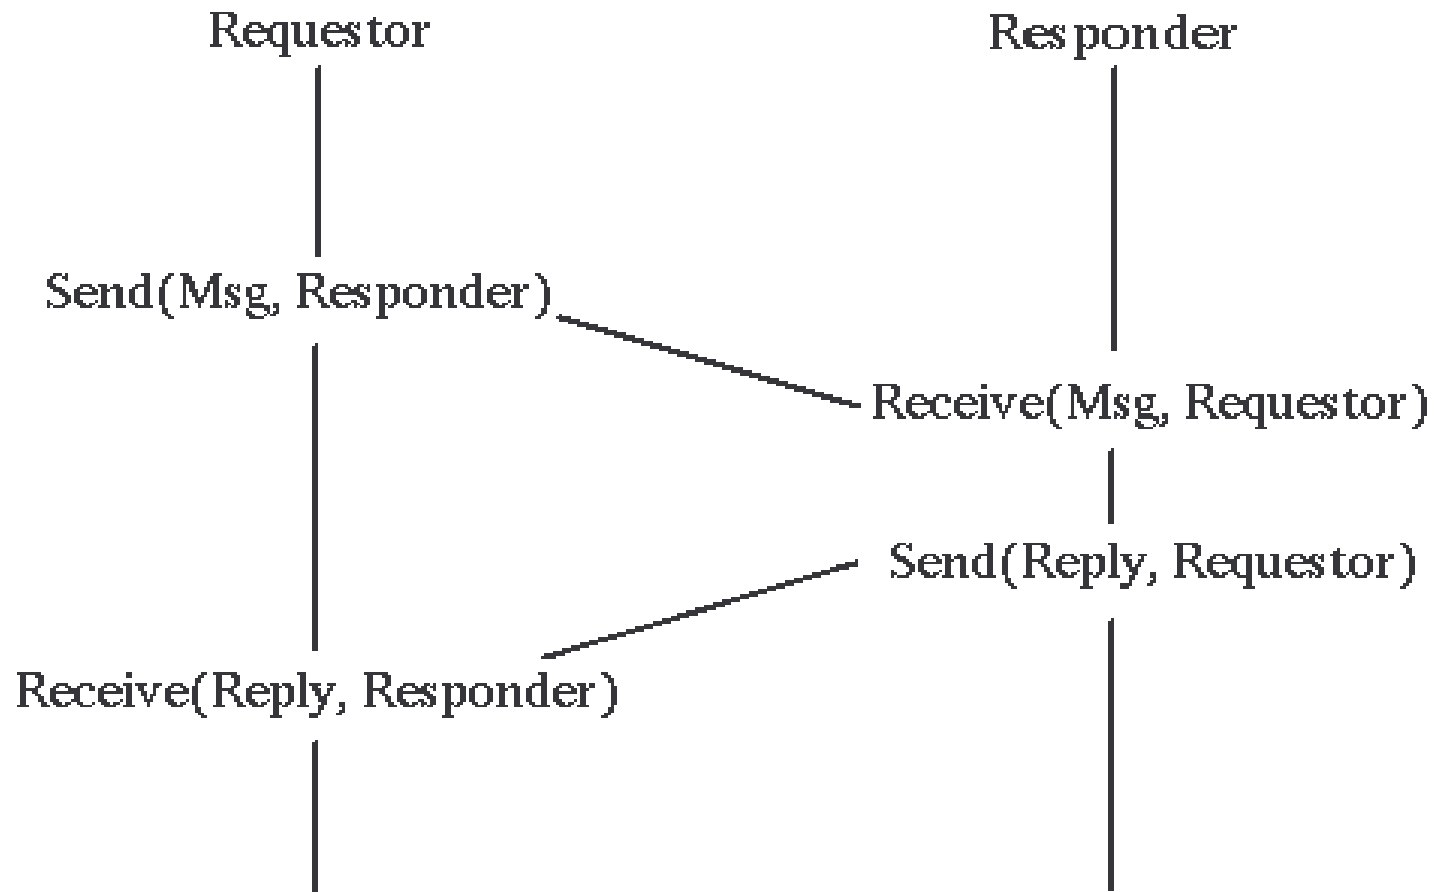 Requestor
Responder
Send(Msg, Responder)
Receive(Msg, Requestor)
Send(Reply, Requestor)
Receive(Reply, Responder)